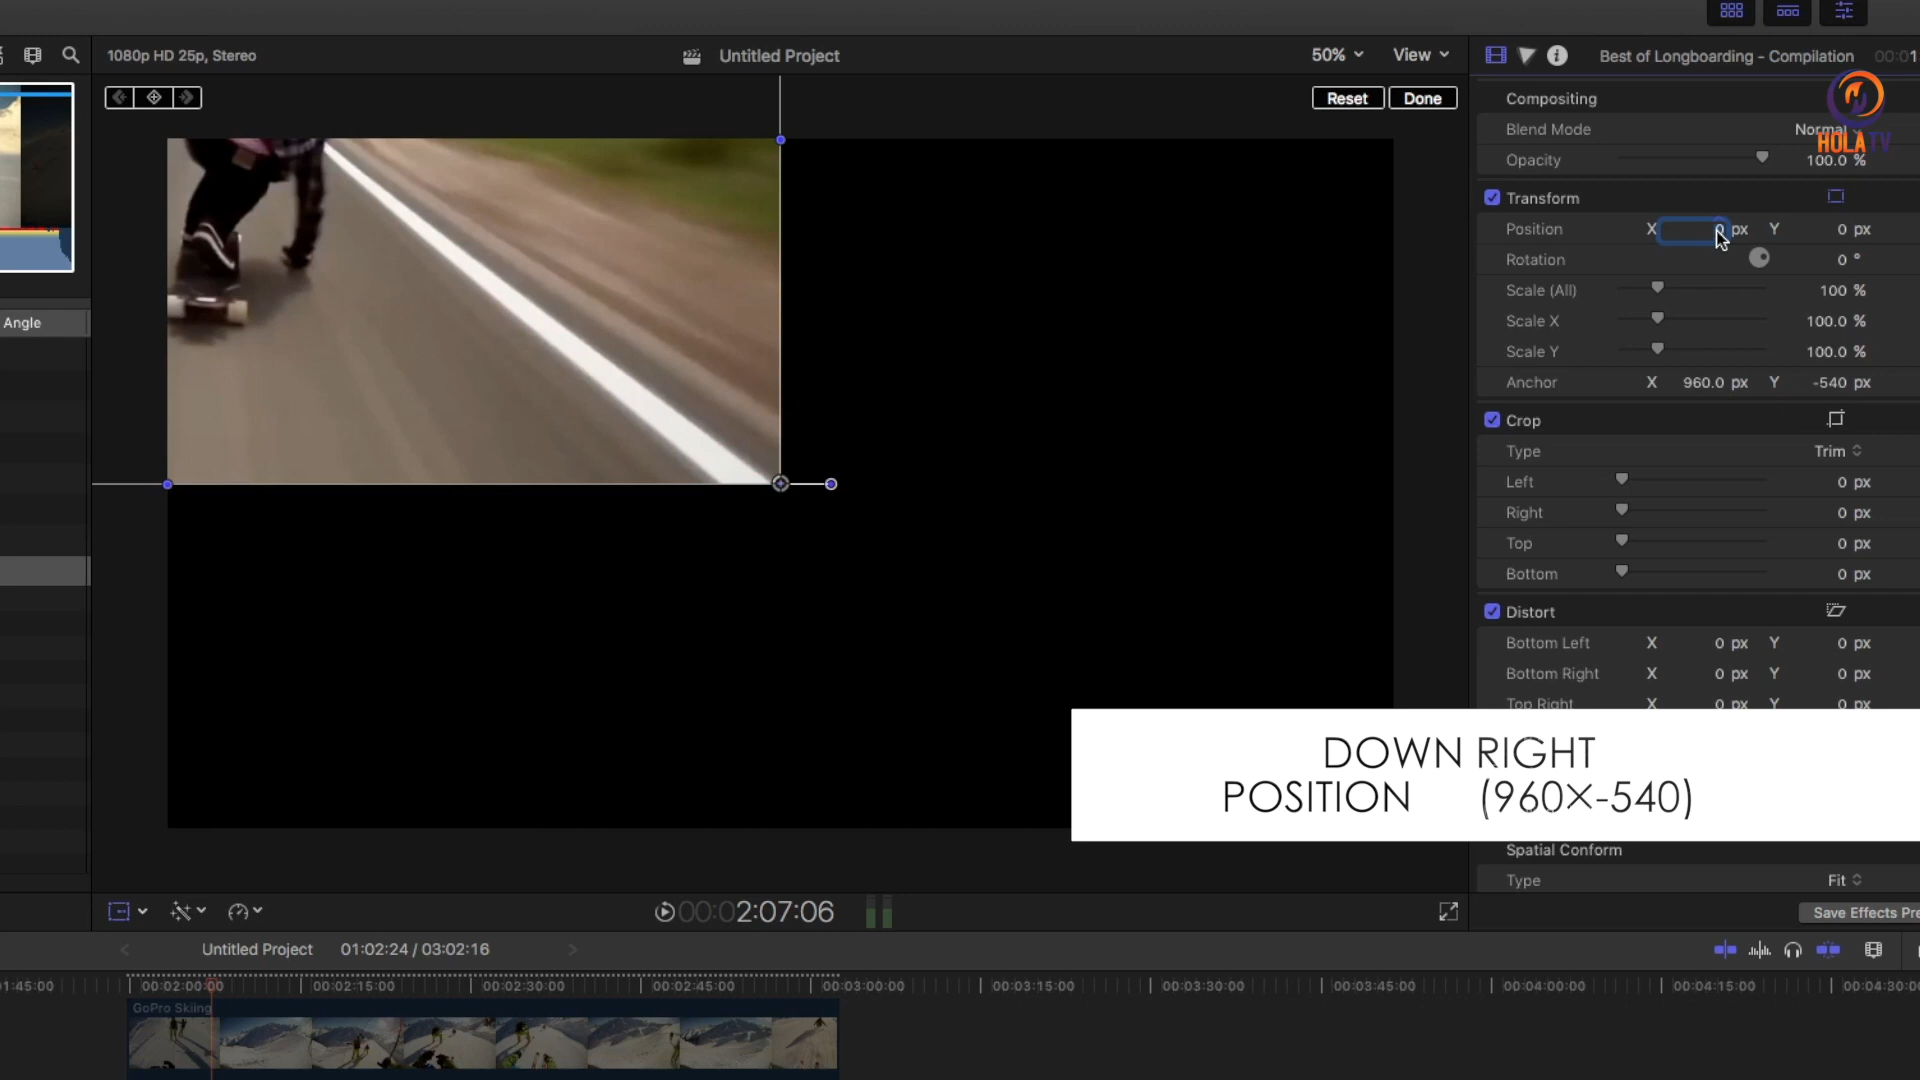 1080p HD 25p, Stereo
Untitled Project
50%
View
Best of Longboarding - Compilation
Reset
Done
Compositing
Blend Mode Normal
Opacity 100.0 %
HOLATV
Transform
Position X 0 px Y 0 px
Rotation 0 °
Scale (All) 100 %
Scale X 100.0 %
Scale Y 100.0 %
Anchor X 960.0 px Y -540 px
Crop
Type Trim
Left 0 px
Right 0 px
Top 0 px
Bottom 0 px
Distort
Bottom Left X 0 px Y 0 px
Bottom Right X 0 px Y 0 px
Top Right X 0 px Y 0 px
Angle
DOWN RIGHT
POSITION (960×-540)
Spatial Conform
Type Fit
00:02:07:06
Save Effects Pre
Untitled Project 01:02:24 / 03:02:16
1:45:00 00:02:00:00 00:02:15:00 00:02:30:00 00:02:45:00 00:03:00:00 00:03:15:00 00:03:30:00 00:03:45:00 00:04:00:00 00:04:15:00 00:04:30:00
GoPro Skiing